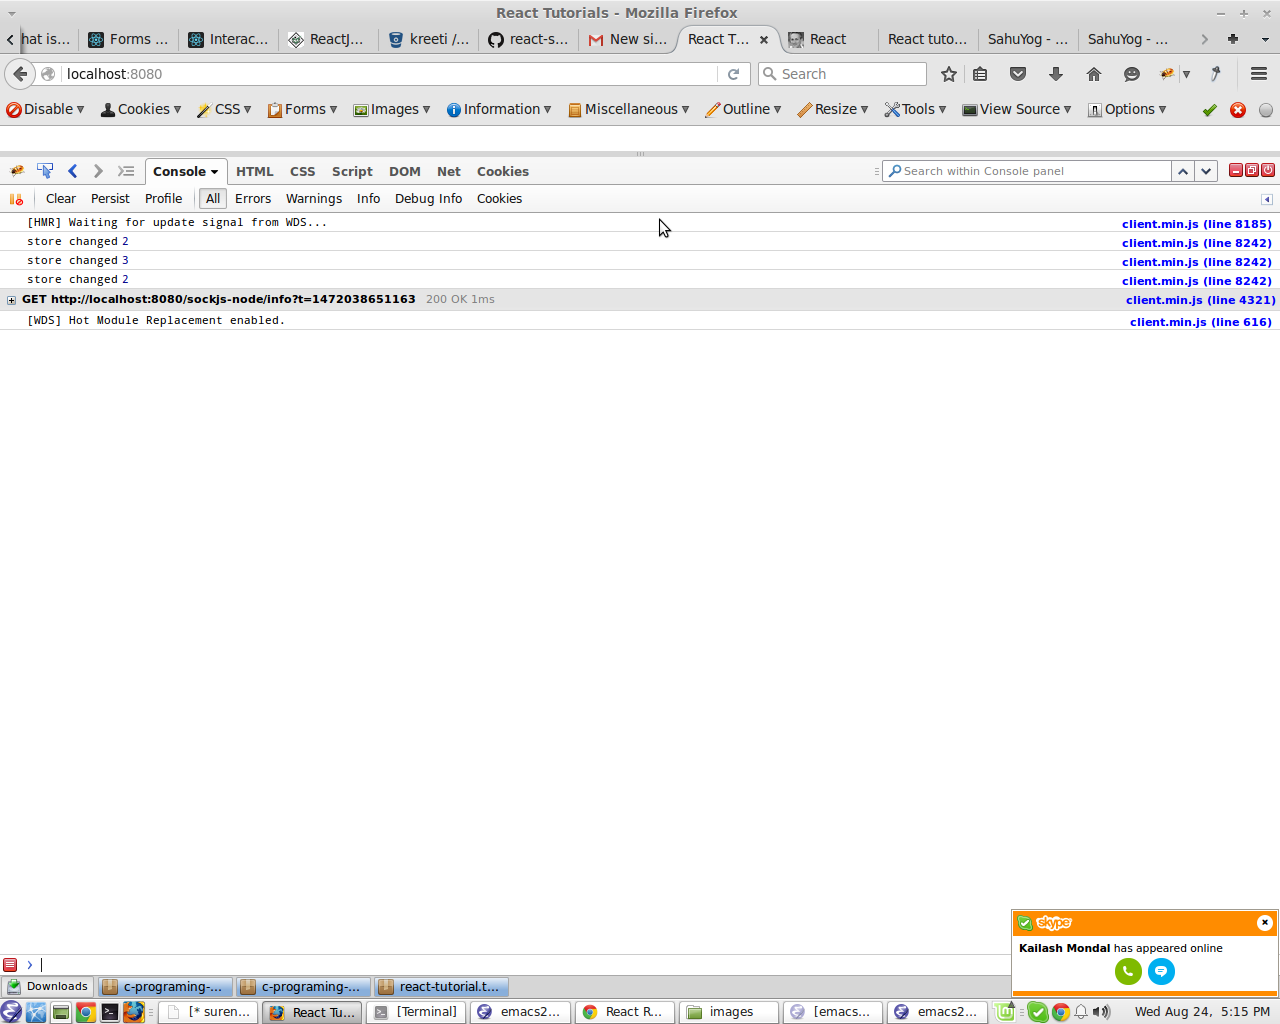 React Tutorials - Mozilla Firefox
hat is... Forms ... Interac... ReactJ... kreeti /... react-s... New si... React T... React React tuto... SahuYog - ... SahuYog - ...
localhost:8080 Search
Disable Cookies CSS Forms Images Information Miscellaneous Outline Resize Tools View Source Options
Console HTML CSS Script DOM Net Cookies Search within Console panel
Clear Persist Profile All Errors Warnings Info Debug Info Cookies
[HMR] Waiting for update signal from WDS... client.min.js (line 8185)
store changed 2 client.min.js (line 8242)
store changed 3 client.min.js (line 8242)
store changed 2 client.min.js (line 8242)
GET http://localhost:8080/sockjs-node/info?t=1472038651163 200 OK 1ms client.min.js (line 4321)
[WDS] Hot Module Replacement enabled. client.min.js (line 616)
skype
Kailash Mondal has appeared online
Downloads c-programing-... c-programing-... react-tutorial.t...
[* suren... React Tu... [Terminal] emacs2... React R... images [emacs... emacs2... Wed Aug 24, 5:15 PM